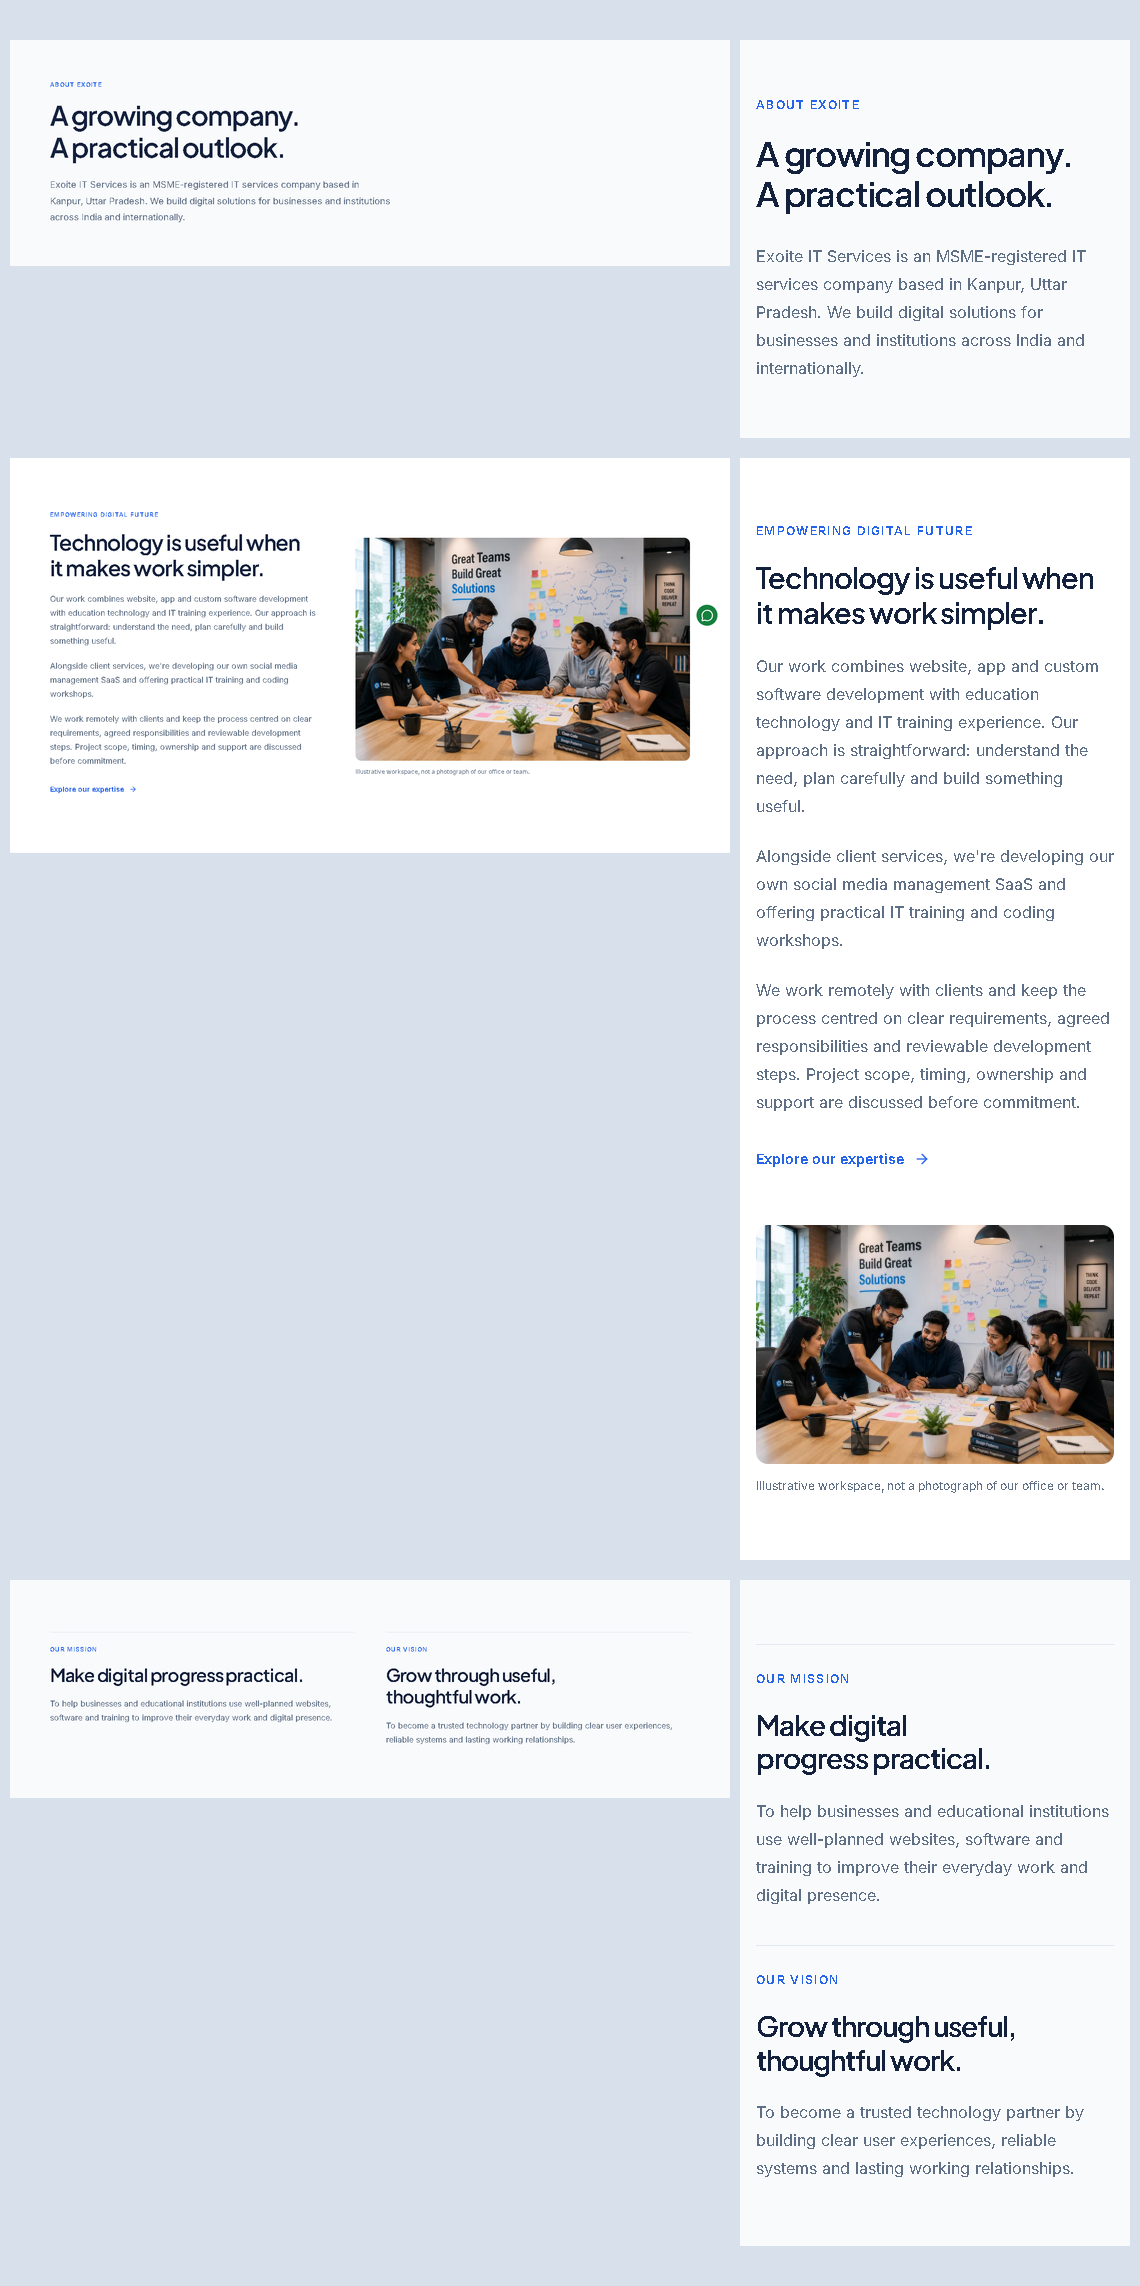 ABOUT EXOITE
A growing company.
A practical outlook.
Exoite IT Services is an MSME-registered IT services company based in
Kanpur, Uttar Pradesh. We build digital solutions for businesses and institutions
across India and internationally.
ABOUT EXOITE
A growing company.
A practical outlook.
Exoite IT Services is an MSME-registered IT
services company based in Kanpur, Uttar
Pradesh. We build digital solutions for
businesses and institutions across India and
internationally.
EMPOWERING DIGITAL FUTURE
Technology is useful when
it makes work simpler.
Our work combines website, app and custom software development
with education technology and IT training experience. Our approach is
straightforward: understand the need, plan carefully and build
something useful.
Alongside client services, we're developing our own social media
management SaaS and offering practical IT training and coding
workshops.
We work remotely with clients and keep the process centred on clear
requirements, agreed responsibilities and reviewable development
steps. Project scope, timing, ownership and support are discussed
before commitment.
Explore our expertise →
Great Teams
Build Great
Solutions
THINK
CODE
DELIVER
REPEAT
Illustrative workspace, not a photograph of our office or team.
EMPOWERING DIGITAL FUTURE
Technology is useful when
it makes work simpler.
Our work combines website, app and custom
software development with education
technology and IT training experience. Our
approach is straightforward: understand the
need, plan carefully and build something
useful.
Alongside client services, we're developing our
own social media management SaaS and
offering practical IT training and coding
workshops.
We work remotely with clients and keep the
process centred on clear requirements, agreed
responsibilities and reviewable development
steps. Project scope, timing, ownership and
support are discussed before commitment.
Explore our expertise →
Great Teams
Build Great
Solutions
Our
Values
THINK
CODE
DELIVER
REPEAT
Illustrative workspace, not a photograph of our office or team.
OUR MISSION
Make digital progress practical.
To help businesses and educational institutions use well-planned websites,
software and training to improve their everyday work and digital presence.
OUR VISION
Grow through useful,
thoughtful work.
To become a trusted technology partner by building clear user experiences,
reliable systems and lasting working relationships.
OUR MISSION
Make digital
progress practical.
To help businesses and educational institutions
use well-planned websites, software and
training to improve their everyday work and
digital presence.
OUR VISION
Grow through useful,
thoughtful work.
To become a trusted technology partner by
building clear user experiences, reliable
systems and lasting working relationships.